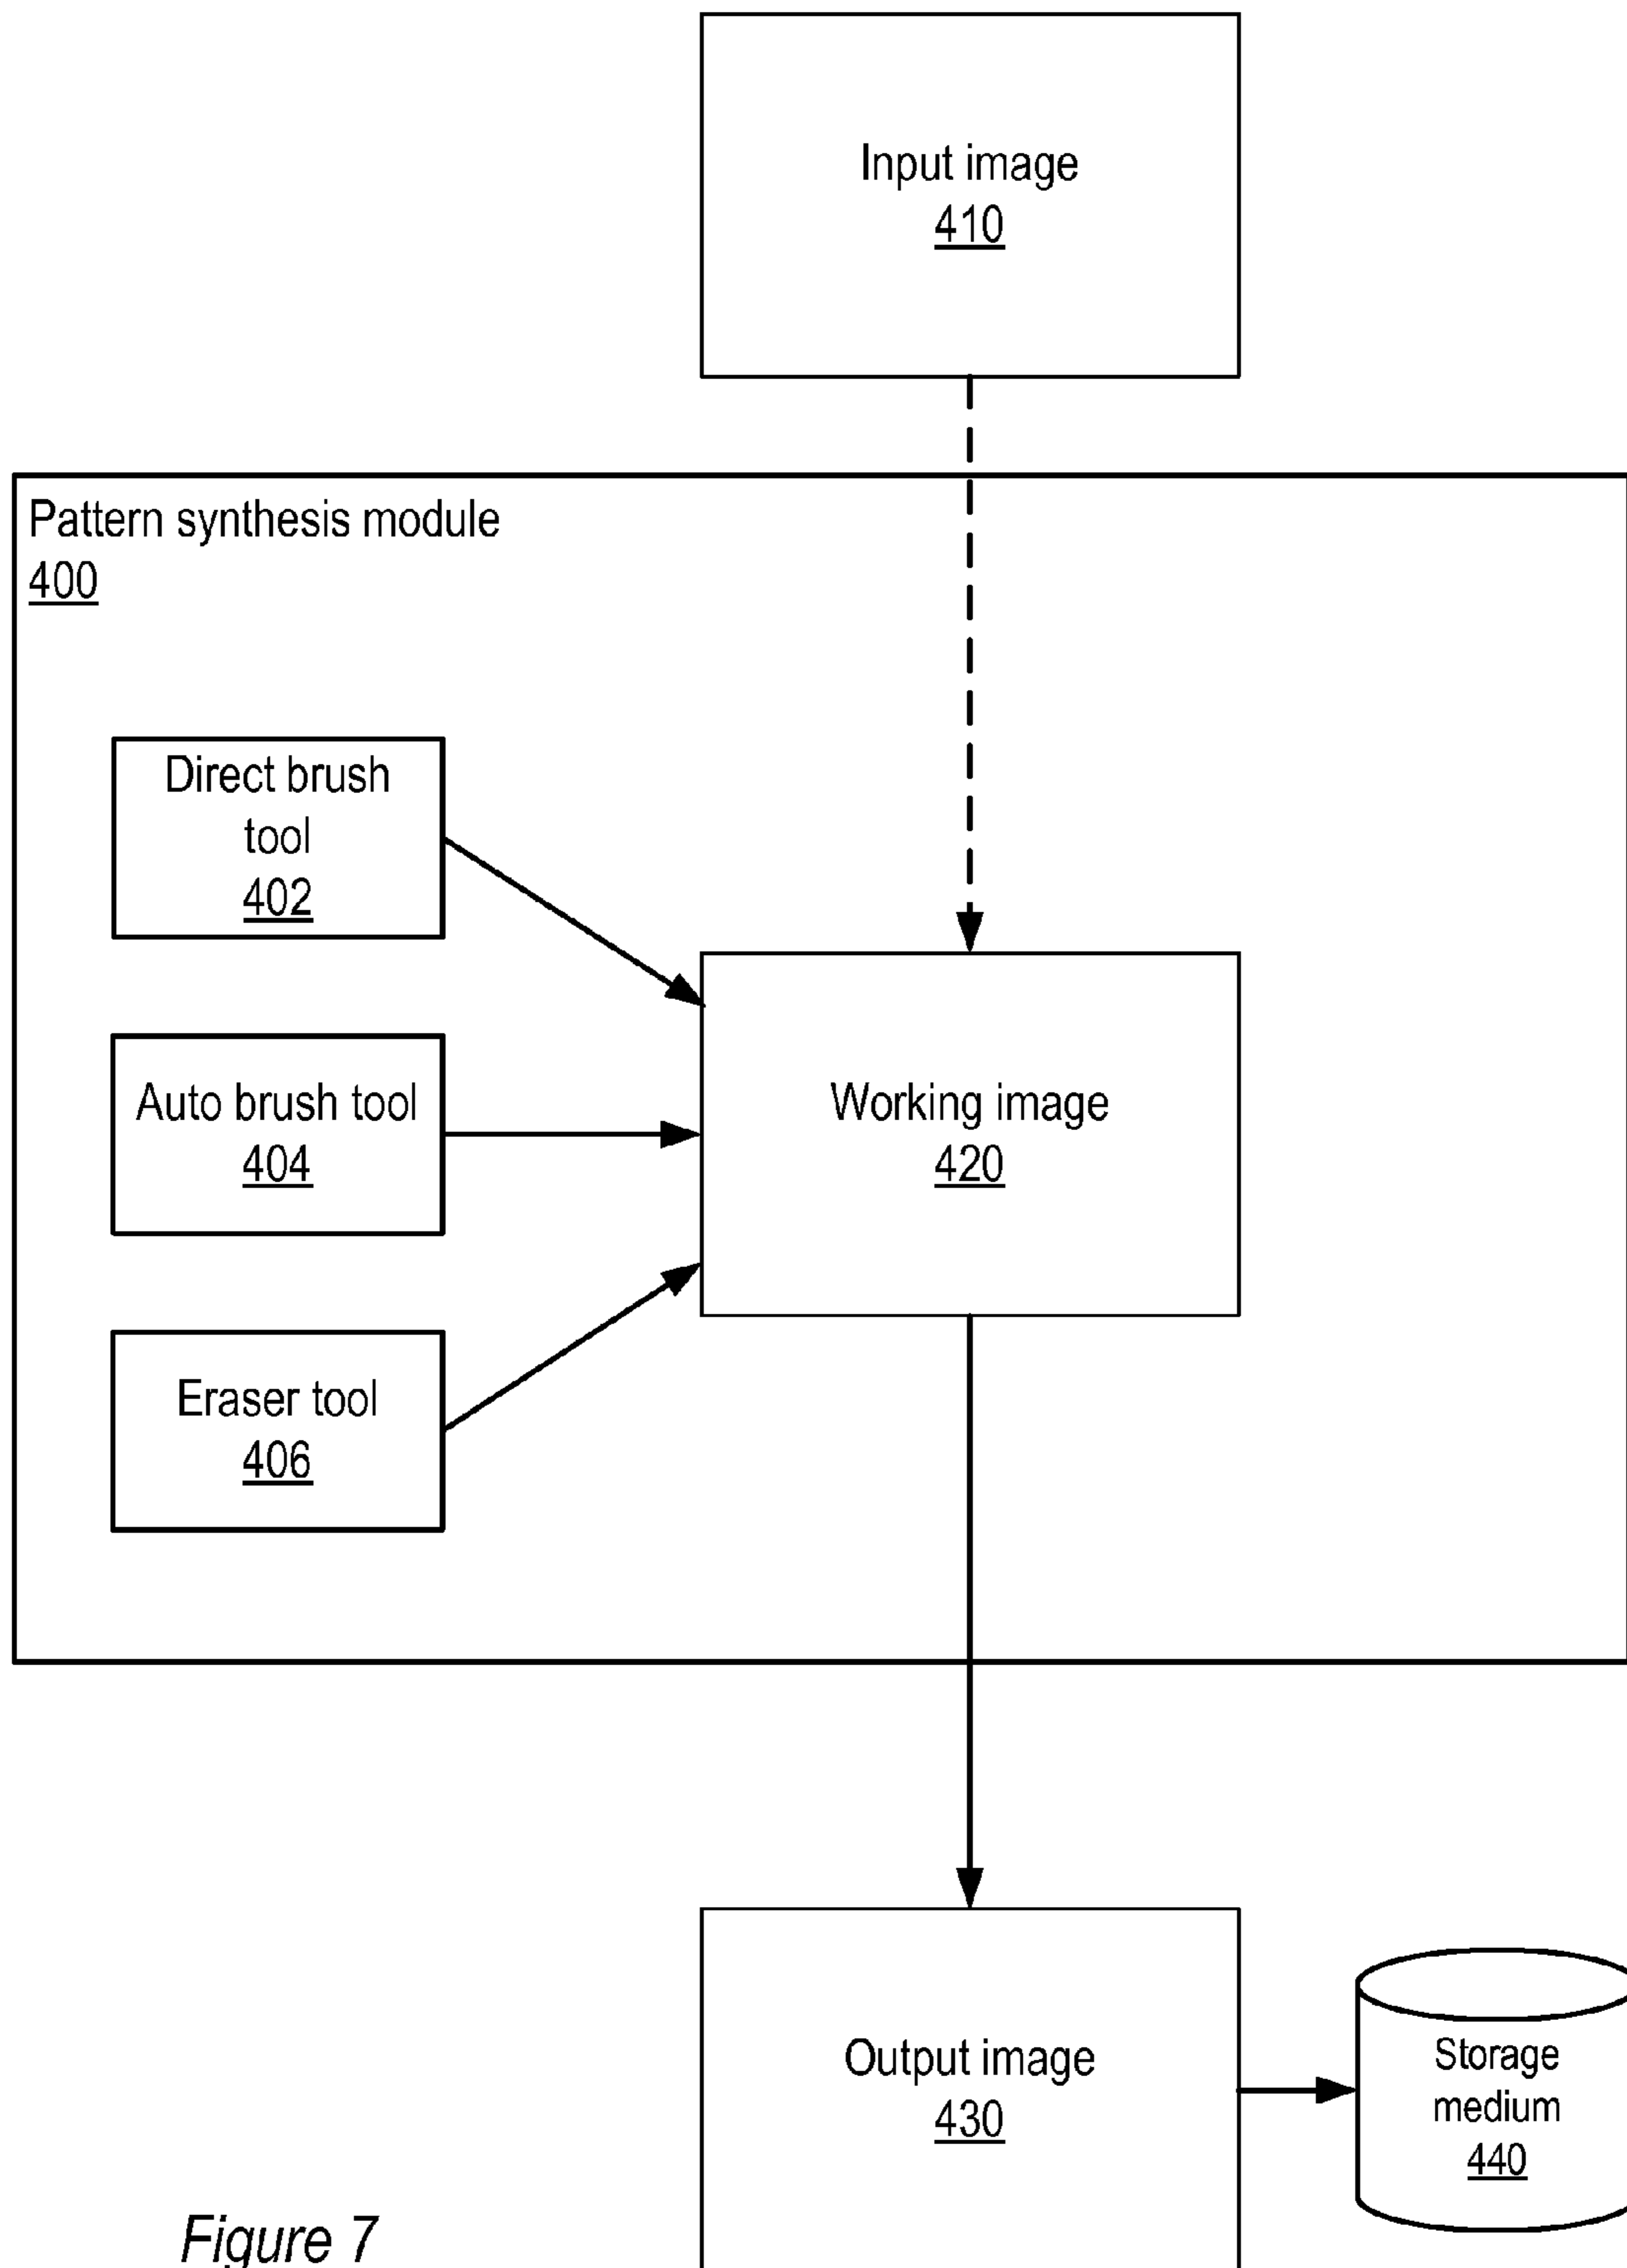 Input image
410
Pattern synthesis module
400
Direct brush
tool
402
Auto brush tool
404
Working image
420
Eraser tool
406
Output image
430
Storage
medium
440
Figure 7